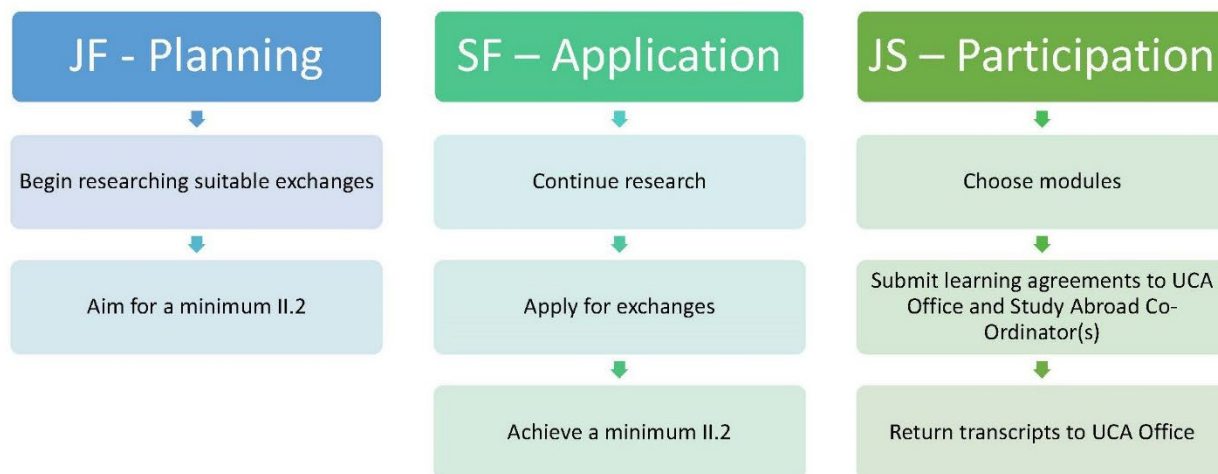 JF - Planning
Begin researching suitable exchanges
Aim for a minimum II.2
SF – Application
Continue research
Apply for exchanges
Achieve a minimum II.2
JS – Participation
Choose modules
Submit learning agreements to UCA
Office and Study Abroad Co-
Ordinator(s)
Return transcripts to UCA Office